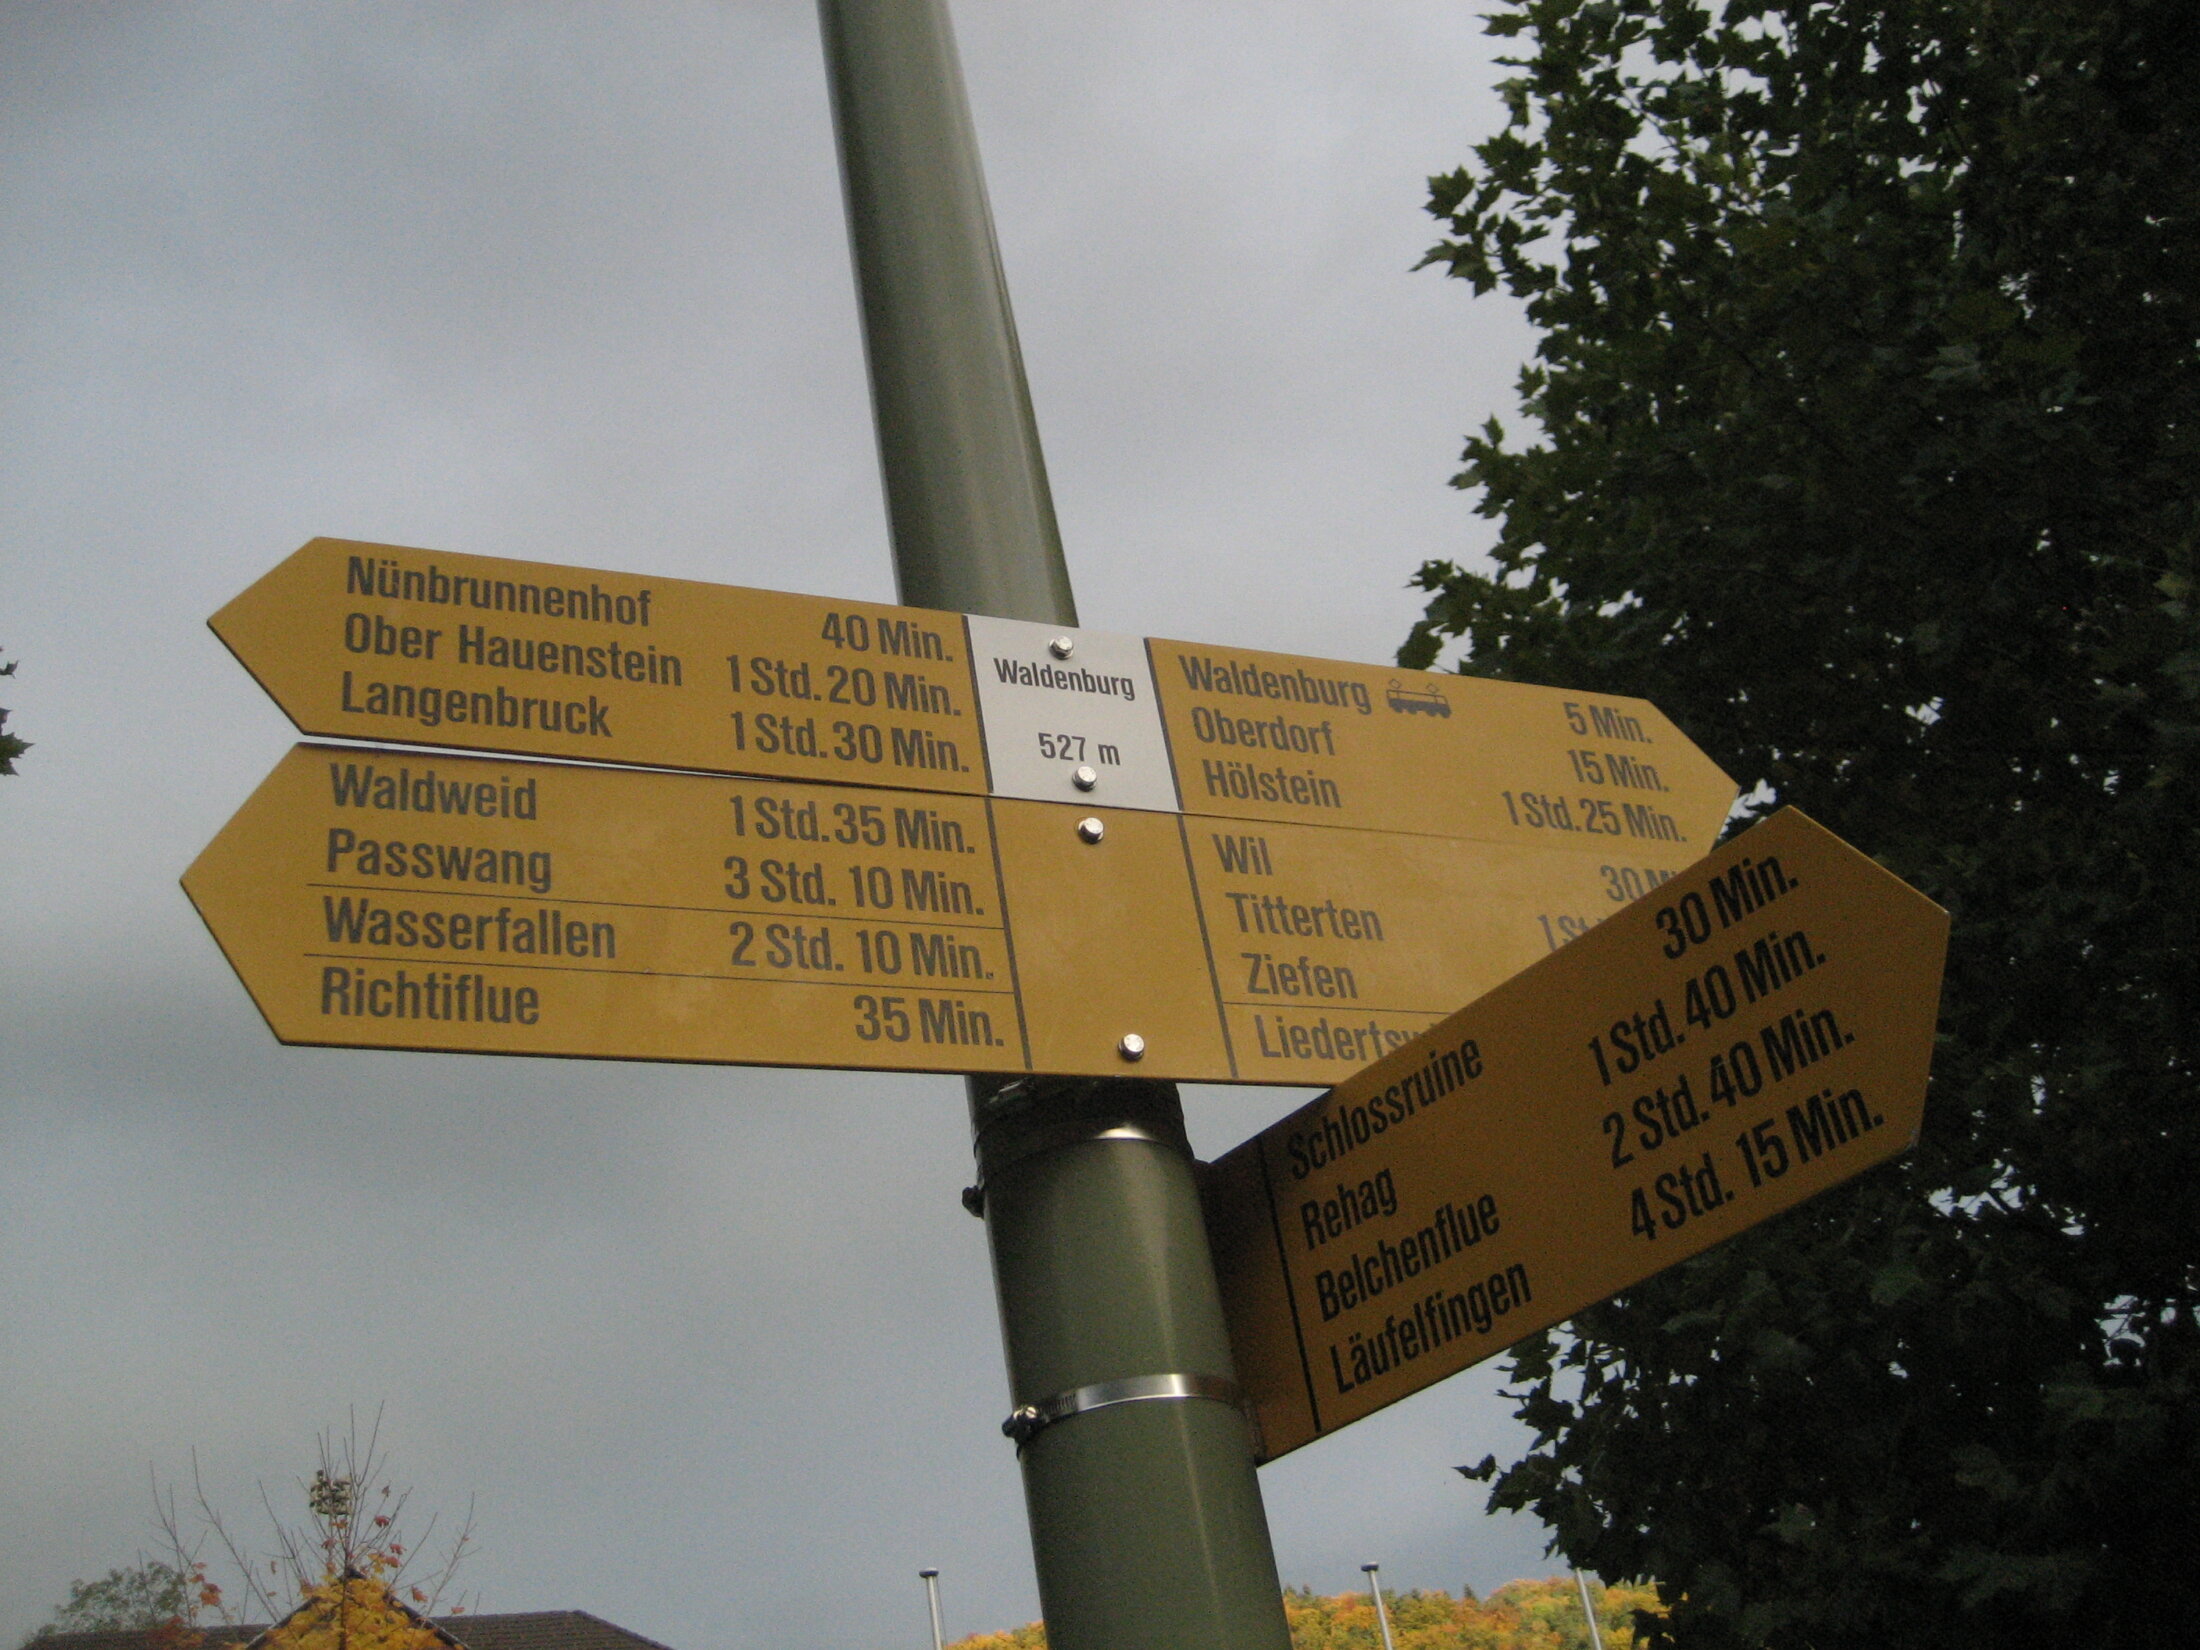 Nünbrunnenhof 40 Min.
Ober Hauenstein 1 Std. 20 Min.
Langenbruck 1 Std. 30 Min.
Waldenburg
527 m
Waldenburg 5 Min.
Oberdorf 15 Min.
Hölstein 1 Std. 25 Min.
Waldweid 1 Std. 35 Min.
Passwang 3 Std. 10 Min.
Wasserfallen 2 Std. 10 Min.
Richtiflue 35 Min.
Wil 30
Titterten 1
Ziefen
Schlossruine 30 Min.
Rehag 1 Std. 40 Min.
Belchenflue 2 Std. 40 Min.
Läufelfingen 4 Std. 15 Min.